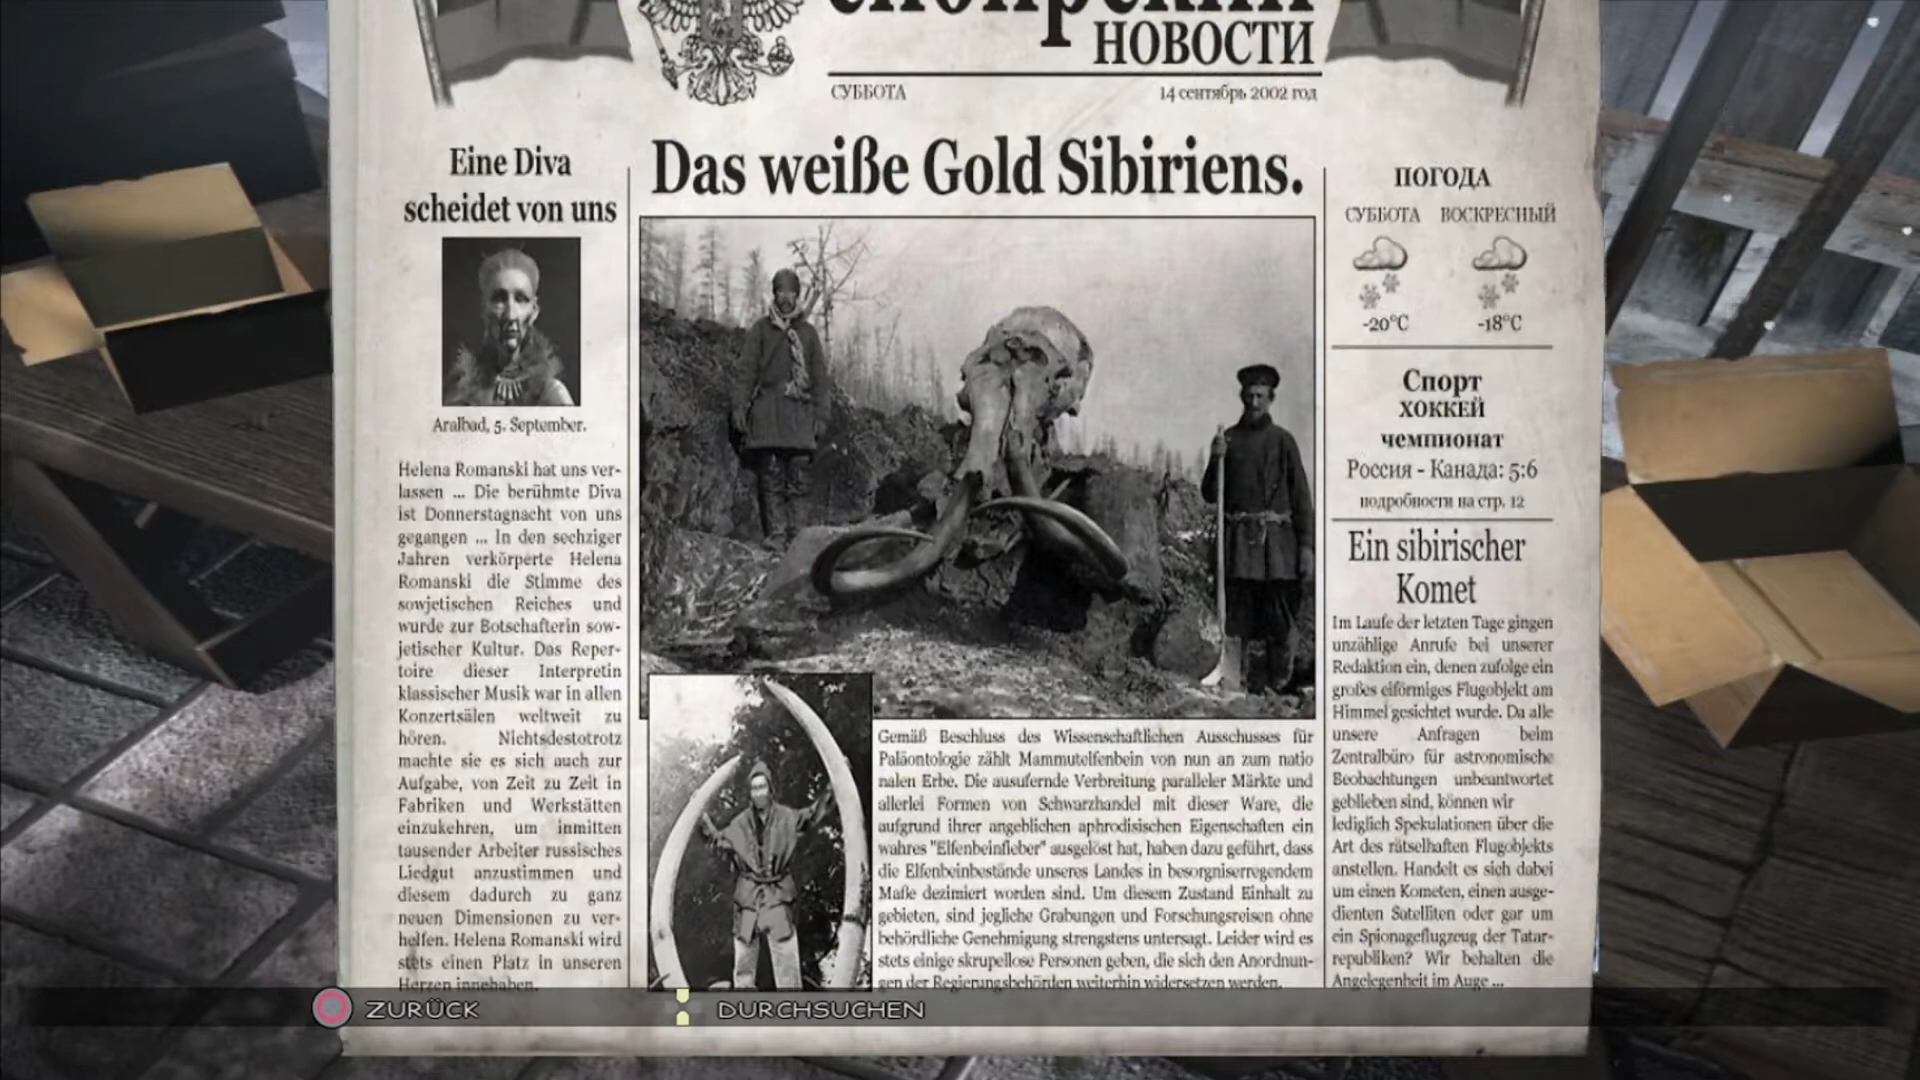 НОВОСТИ
СУББОТА
14 сентябрь 2002 год
Eine Diva
scheidet von uns
Aralbad, 5. September.
Helena Romanski hat uns ver-
lassen ... Die berühmte Diva
ist Donnerstagnacht von uns
gegangen ... In den sechziger
Jahren verkörperte Helena
Romanski die Stimme des
sowjetischen Reiches und
wurde zur Botschafterin sow-
jetischer Kultur. Das Reper-
toire dieser Interpretin
klassischer Musik war in allen
Konzertsälen weltweit zu
hören. Nichtsdestotrotz
machte sie es sich auch zur
Aufgabe, von Zeit zu Zeit in
Fabriken und Werkstätten
einzukehren, um inmitten
tausender Arbeiter russisches
Liedgut anzustimmen und
diesem dadurch zu ganz
neuen Dimensionen zu ver-
helfen. Helena Romanski wird
stets einen Platz in unseren
Herzen innehaben.
Das weiße Gold Sibiriens.
Gemäß Beschluss des Wissenschaftlichen Ausschusses für
Paläontologie zählt Mammutelfenbein von nun an zum natio
nalen Erbe. Die ausufernde Verbreitung paralleler Märkte und
allerlei Formen von Schwarzhandel mit dieser Ware, die
aufgrund ihrer angeblichen aphrodisischen Eigenschaften ein
wahres "Elfenbeinfieber" ausgelöst hat, haben dazu geführt, dass
die Elfenbeinbestände unseres Landes in besorgniserregendem
Maße dezimiert worden sind. Um diesem Zustand Einhalt zu
gebieten, sind jegliche Grabungen und Forschungsreisen ohne
behördliche Genehmigung strengstens untersagt. Leider wird es
stets einige skrupellose Personen geben, die sich den Anordnun-
gen der Regierungsbehörden weiterhin widersetzen werden.
ПОГОДА
СУББОТА ВОСКРЕСНЫЙ
-20°C -18°C
Спорт
ХОККЕЙ
чемпионат
Россия - Канада: 5:6
подробности на стр. 12
Ein sibirischer
Komet
Im Laufe der letzten Tage gingen
unzählige Anrufe bei unserer
Redaktion ein, denen zufolge ein
großes eiförmiges Flugobjekt am
Himmel gesichtet wurde. Da alle
unsere Anfragen beim
Zentralbüro für astronomische
Beobachtungen unbeantwortet
geblieben sind, können wir
lediglich Spekulationen über die
Art des rätselhaften Flugobjekts
anstellen. Handelt es sich dabei
um einen Kometen, einen ausge-
dienten Satelliten oder gar um
ein Spionageflugzeug der Tatar-
republiken? Wir behalten die
Angelegenheit im Auge ...
ZURÜCK
DURCHSUCHEN